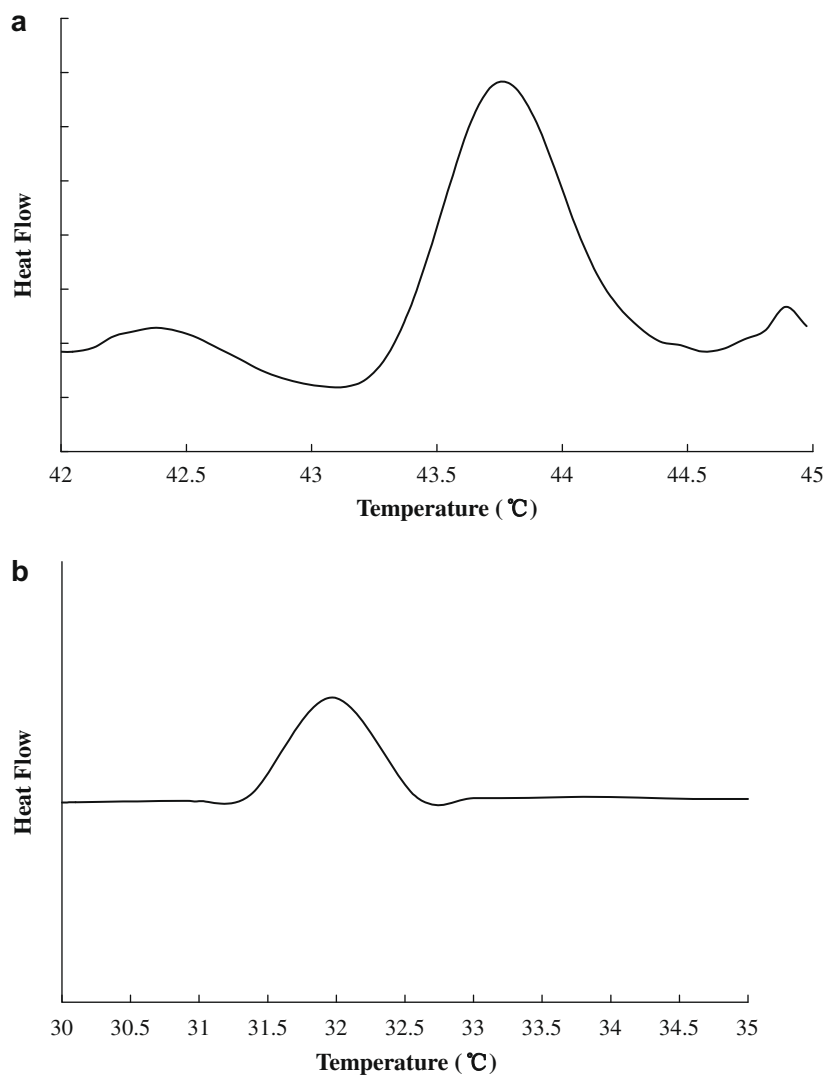 a
Heat Flow
42 42.5 43 43.5 44 44.5 45
Temperature (℃)
b
Heat Flow
30 30.5 31 31.5 32 32.5 33 33.5 34 34.5 35
Temperature (℃)